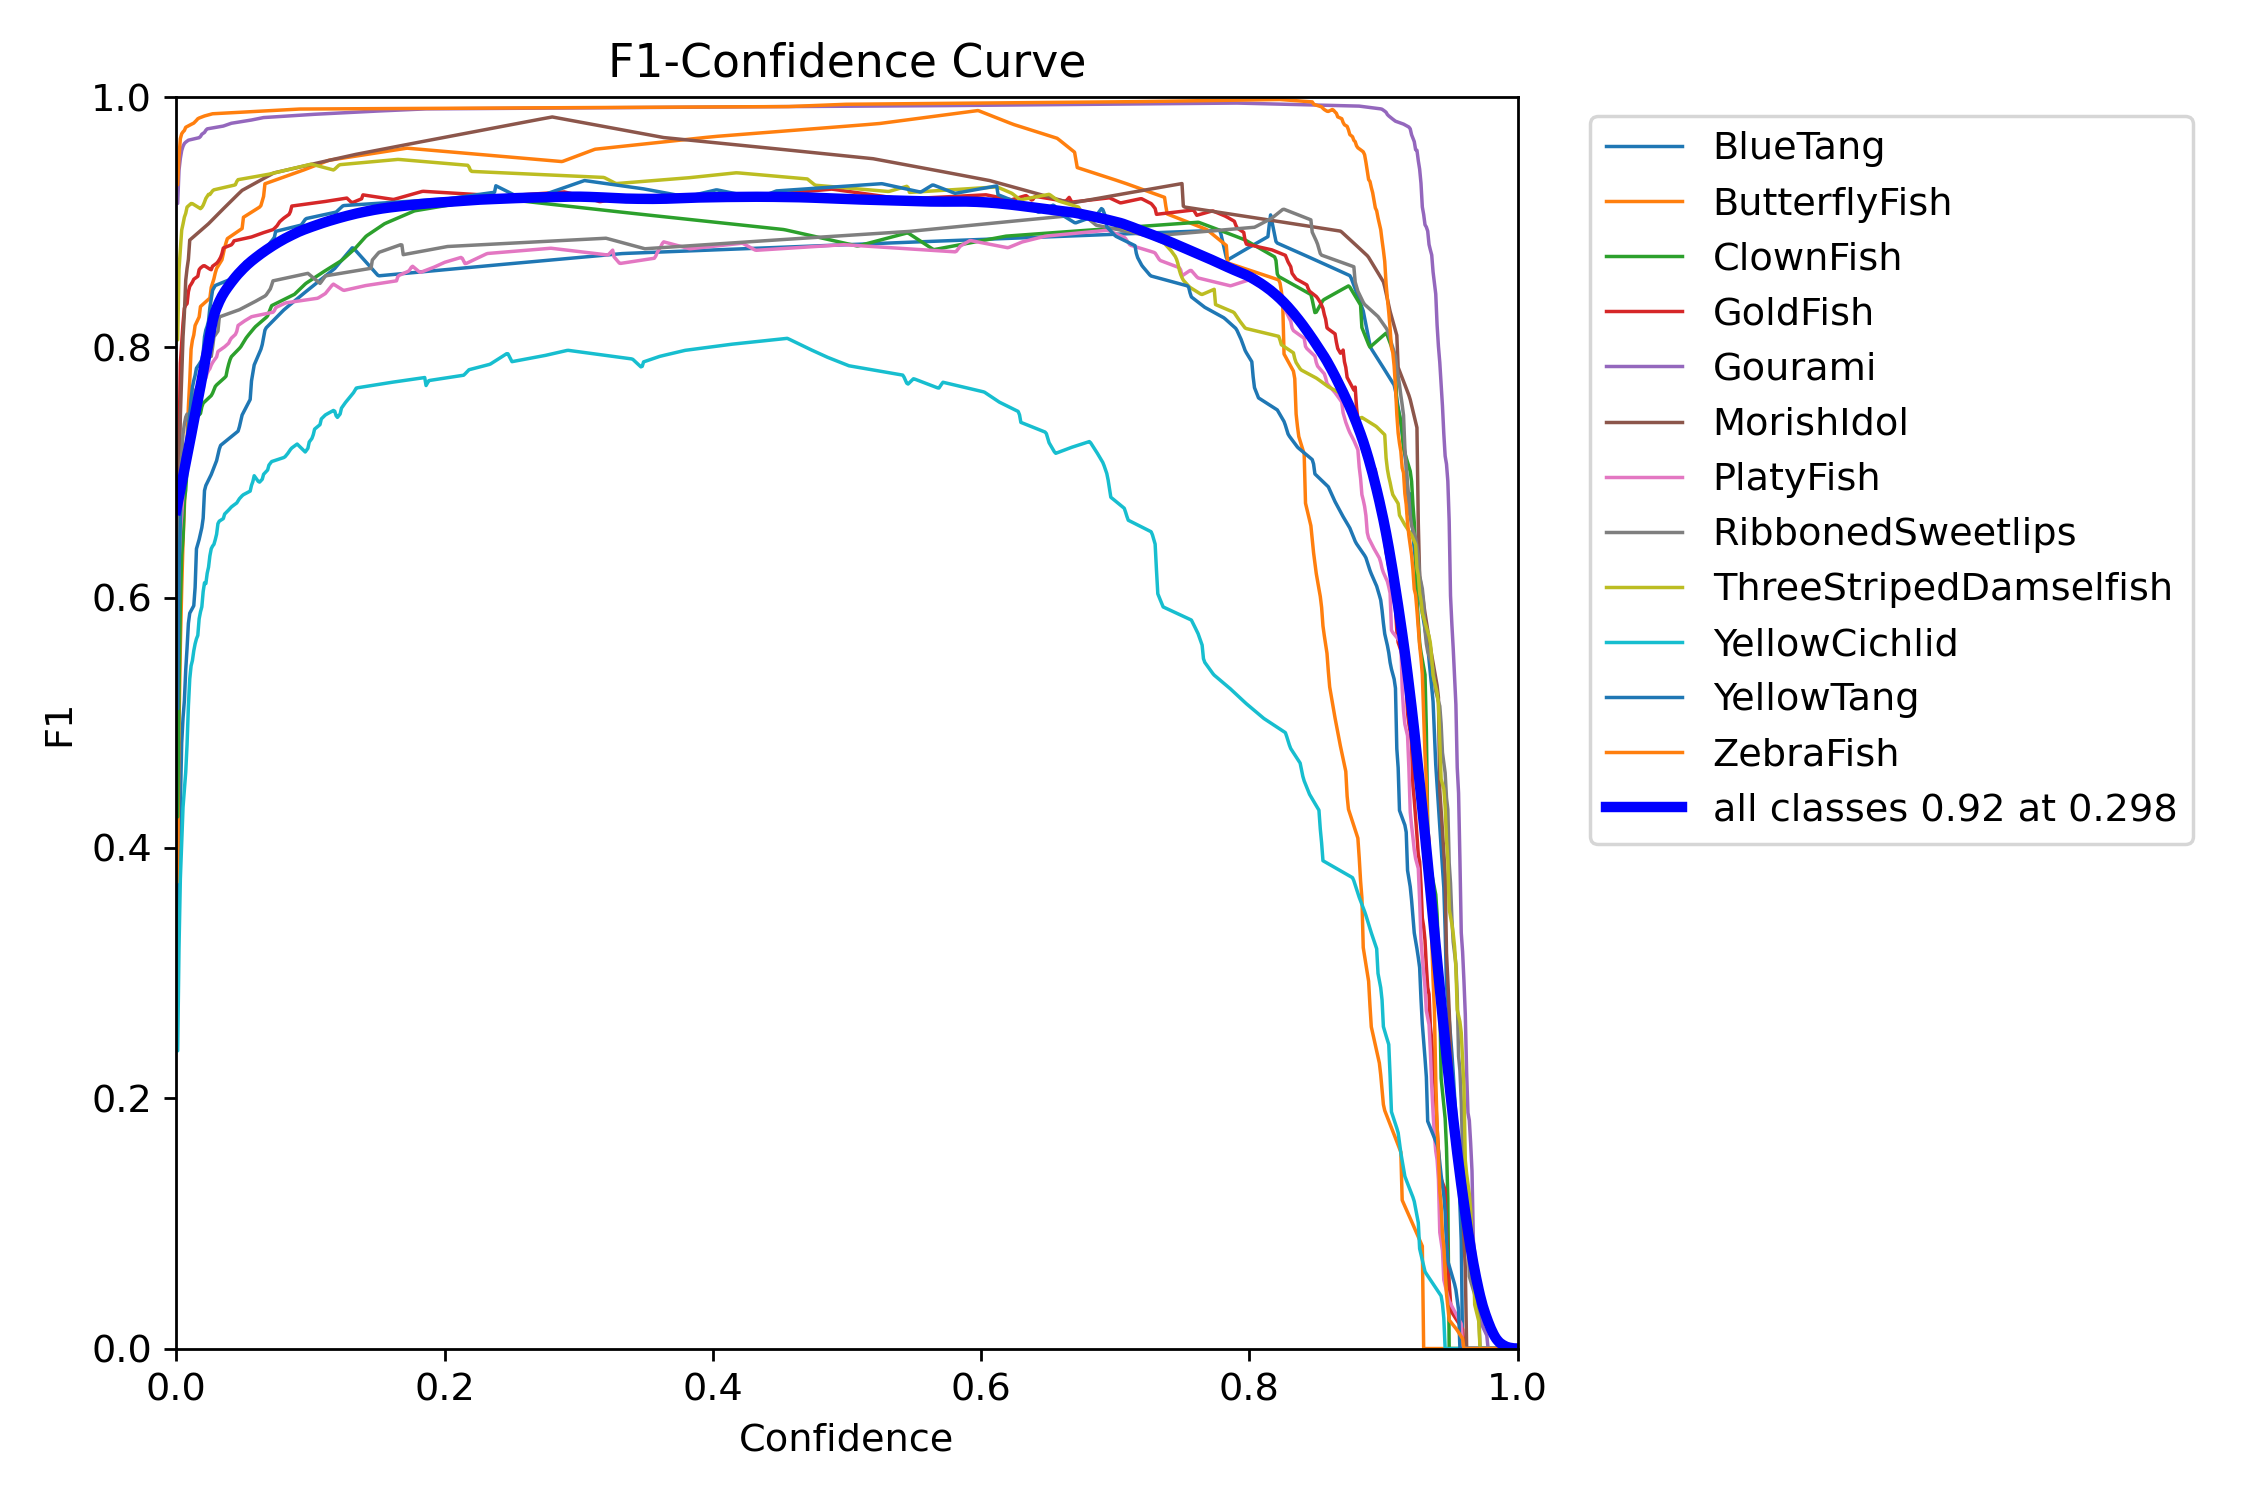 F1-Confidence Curve
1.0
0.8
0.6
0.4
0.2
0.0
F1
0.0 0.2 0.4 0.6 0.8 1.0
Confidence
BlueTang
ButterflyFish
ClownFish
GoldFish
Gourami
MorishIdol
PlatyFish
RibbonedSweetlips
ThreeStripedDamselfish
YellowCichlid
YellowTang
ZebraFish
all classes 0.92 at 0.298